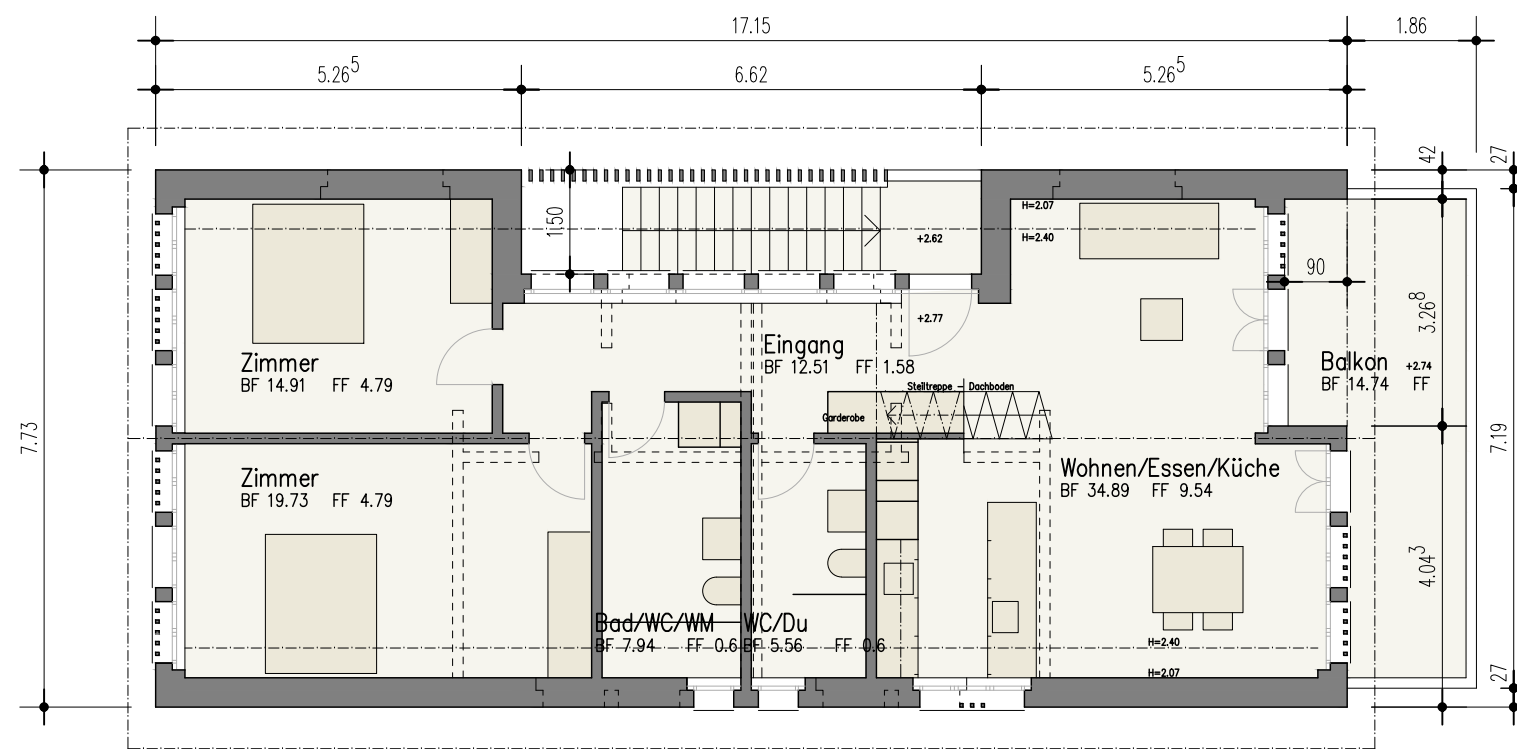 17.15
1.86
5.26⁵
6.62
5.26⁵
42
27
1.50
H=2.07
+2.62
H=2.40
90
+2.77
3.26⁸
Zimmer
BF 14.91 FF 4.79
Eingang
BF 12.51 FF 1.58
Balkon
+2.74
BF 14.74 FF
Steiltreppe - Dachboden
Garderobe
7.73
7.19
Zimmer
BF 19.73 FF 4.79
Wohnen/Essen/Küche
BF 34.89 FF 9.54
4.04³
Bad/WC/WM
BF 7.94 FF 0.6
WC/Du
BF 5.56 FF 0.6
H=2.40
H=2.07
27